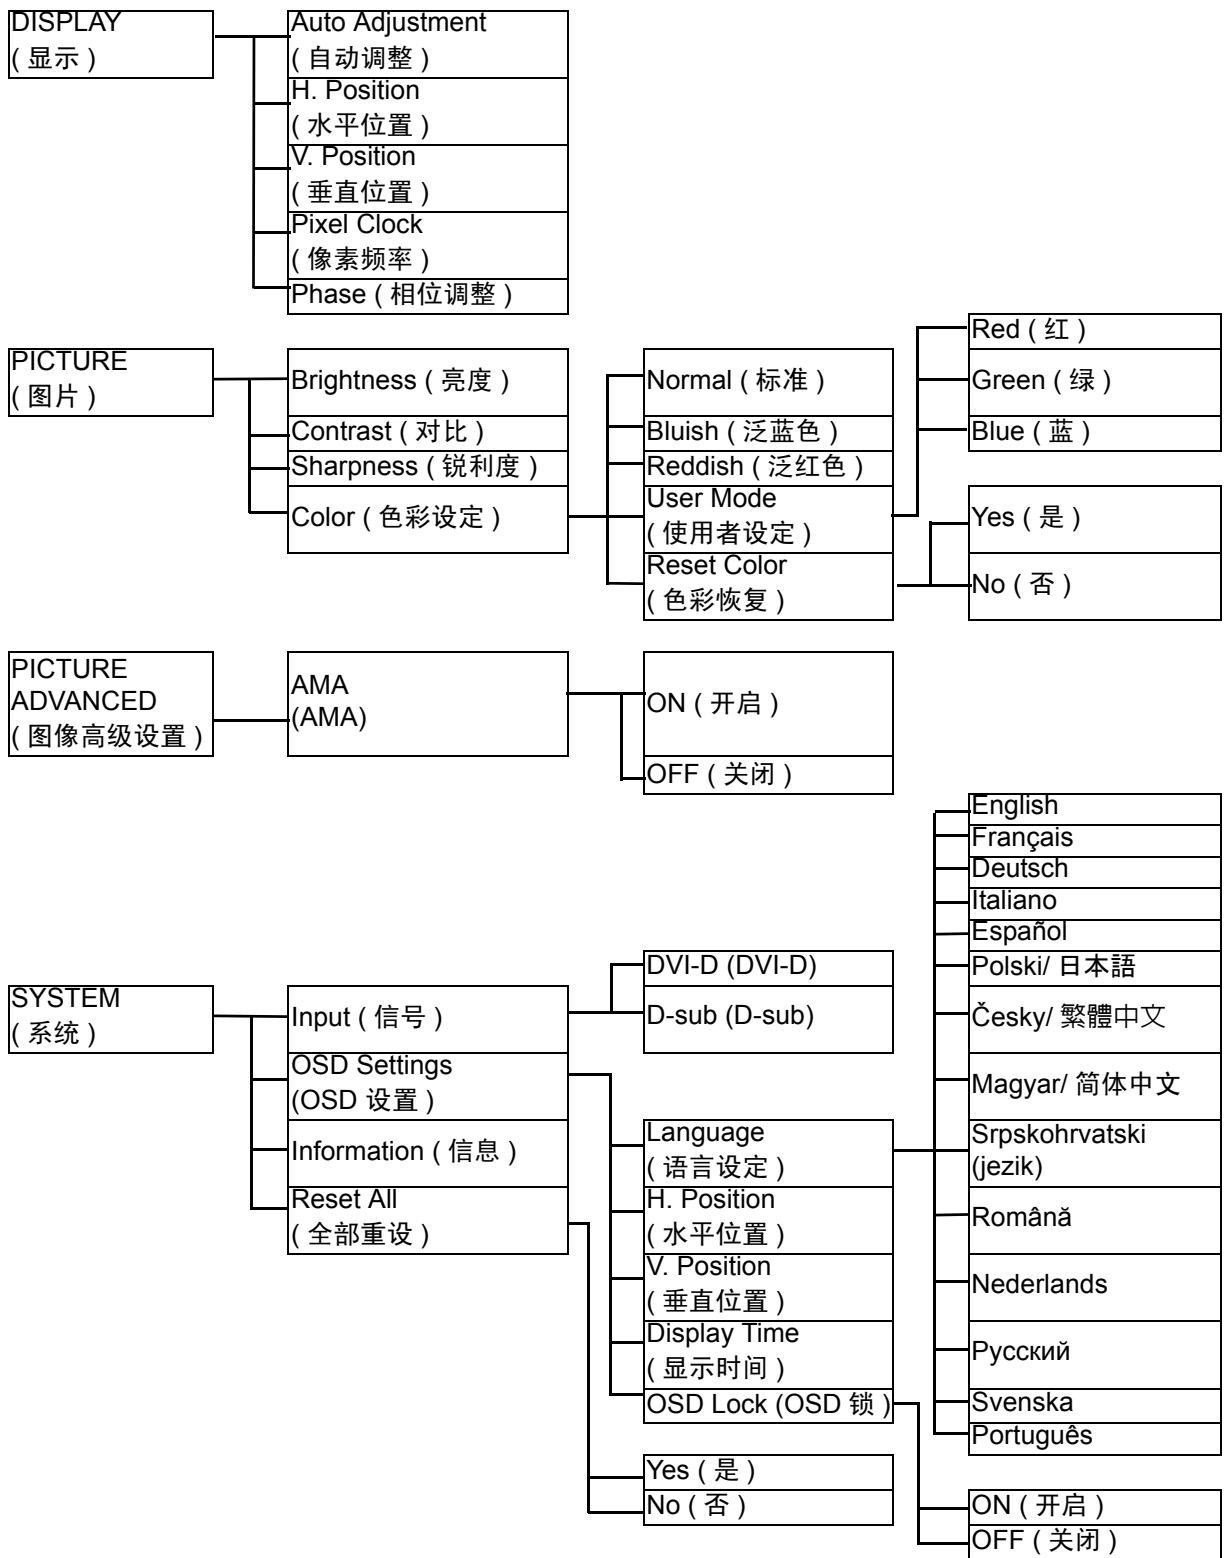 DISPLAY
( 显示 )
Auto Adjustment
( 自动调整 )
H. Position
( 水平位置 )
V. Position
( 垂直位置 )
Pixel Clock
( 像素频率 )
Phase ( 相位调整 )
PICTURE
( 图片 )
Brightness ( 亮度 )
Contrast ( 对比 )
Sharpness ( 锐利度 )
Color ( 色彩设定 )
Normal ( 标准 )
Bluish ( 泛蓝色 )
Reddish ( 泛红色 )
User Mode
( 使用者设定 )
Reset Color
( 色彩恢复 )
Red ( 红 )
Green ( 绿 )
Blue ( 蓝 )
Yes ( 是 )
No ( 否 )
PICTURE
ADVANCED
( 图像高级设置 )
AMA
(AMA)
ON ( 开启 )
OFF ( 关闭 )
SYSTEM
( 系统 )
Input ( 信号 )
OSD Settings
(OSD 设置 )
Information ( 信息 )
Reset All
( 全部重设 )
DVI-D (DVI-D)
D-sub (D-sub)
Language
( 语言设定 )
H. Position
( 水平位置 )
V. Position
( 垂直位置 )
Display Time
( 显示时间 )
OSD Lock (OSD 锁 )
Yes ( 是 )
No ( 否 )
English
Français
Deutsch
Italiano
Español
Polski/ 日本語
Česky/ 繁體中文
Magyar/ 简体中文
Srpskohrvatski
(jezik)
Română
Nederlands
Русский
Svenska
Português
ON ( 开启 )
OFF ( 关闭 )